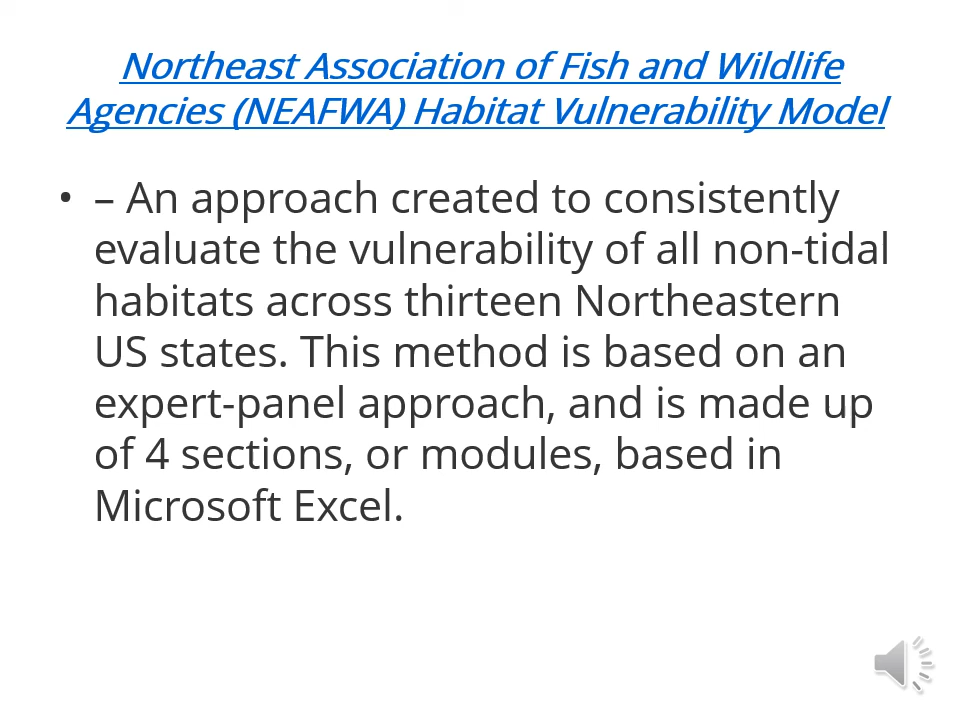 Northeast Association of Fish and Wildlife
Agencies (NEAFWA) Habitat Vulnerability Model
• – An approach created to consistently
evaluate the vulnerability of all non-tidal
habitats across thirteen Northeastern
US states. This method is based on an
expert-panel approach, and is made up
of 4 sections, or modules, based in
Microsoft Excel.